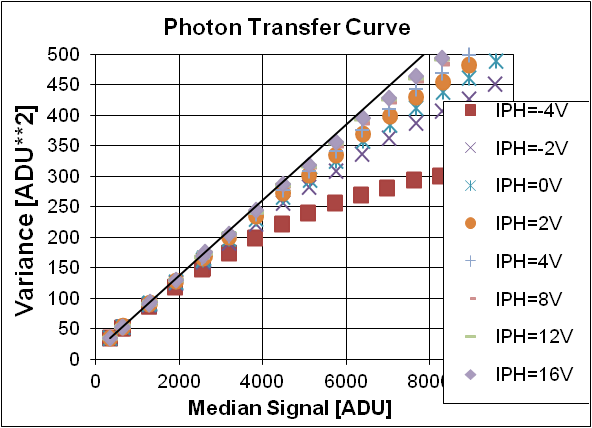 Photon Transfer Curve
Variance [ADU**2]
500
450
400
350
300
250
200
150
100
50
0
0 2000 4000 6000 8000
Median Signal [ADU]
IPH=-4V
IPH=-2V
IPH=0V
IPH=2V
IPH=4V
IPH=8V
IPH=12V
IPH=16V